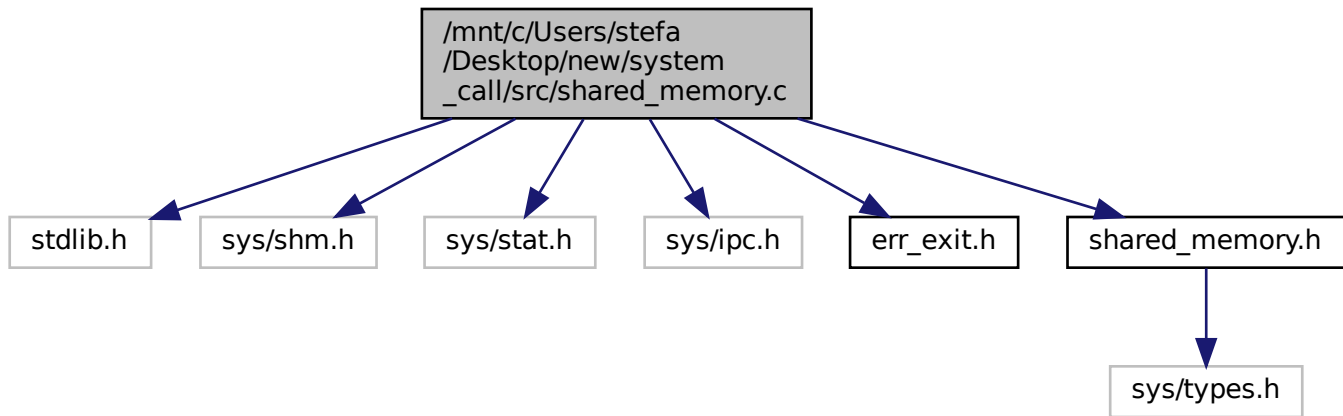 /mnt/c/Users/stefa
/Desktop/new/system
_call/src/shared_memory.c
stdlib.h
sys/shm.h
sys/stat.h
sys/ipc.h
err_exit.h
shared_memory.h
sys/types.h